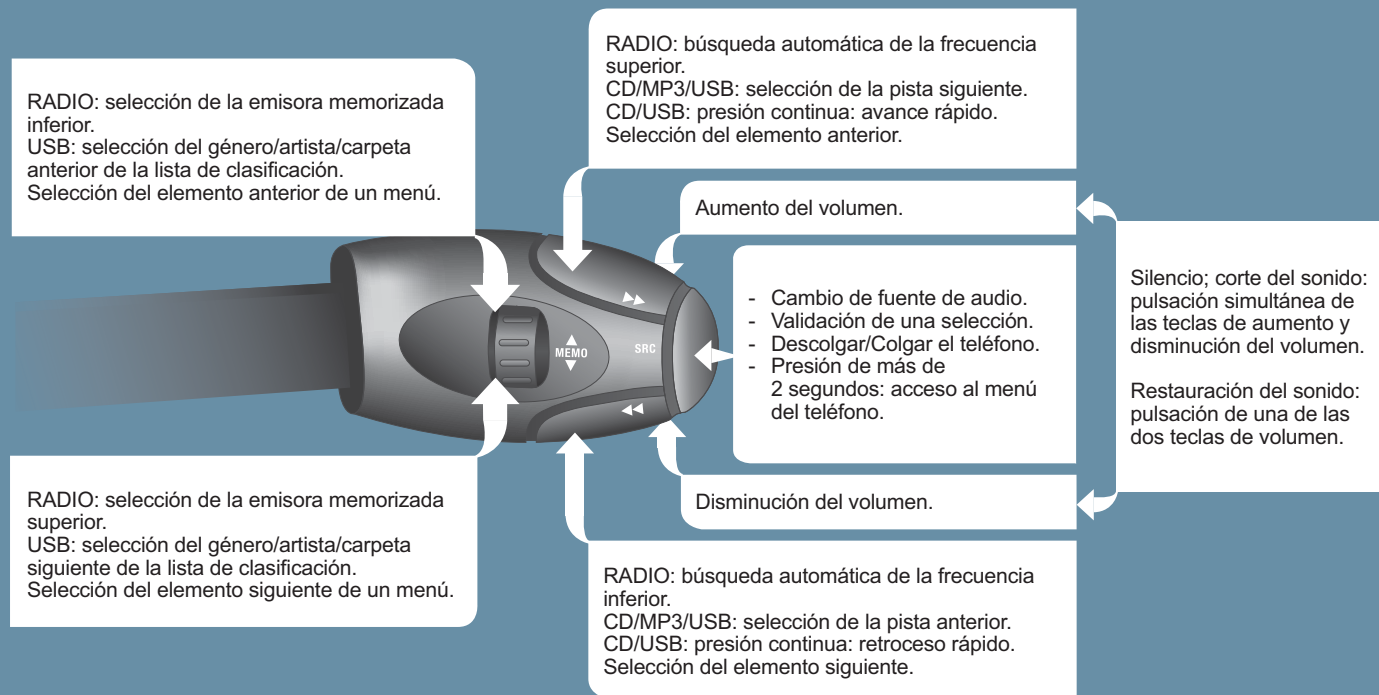 RADIO: selección de la emisora memorizada
inferior.
USB: selección del género/artista/carpeta
anterior de la lista de clasificación.
Selección del elemento anterior de un menú.
RADIO: búsqueda automática de la frecuencia
superior.
CD/MP3/USB: selección de la pista siguiente.
CD/USB: presión continua: avance rápido.
Selección del elemento anterior.
Aumento del volumen.
- Cambio de fuente de audio.
- Validación de una selección.
- Descolgar/Colgar el teléfono.
- Presión de más de
2 segundos: acceso al menú
del teléfono.
Silencio; corte del sonido:
pulsación simultánea de
las teclas de aumento y
disminución del volumen.
Restauración del sonido:
pulsación de una de las
dos teclas de volumen.
MEMO
SRC
RADIO: selección de la emisora memorizada
superior.
USB: selección del género/artista/carpeta
siguiente de la lista de clasificación.
Selección del elemento siguiente de un menú.
Disminución del volumen.
RADIO: búsqueda automática de la frecuencia
inferior.
CD/MP3/USB: selección de la pista anterior.
CD/USB: presión continua: retroceso rápido.
Selección del elemento siguiente.